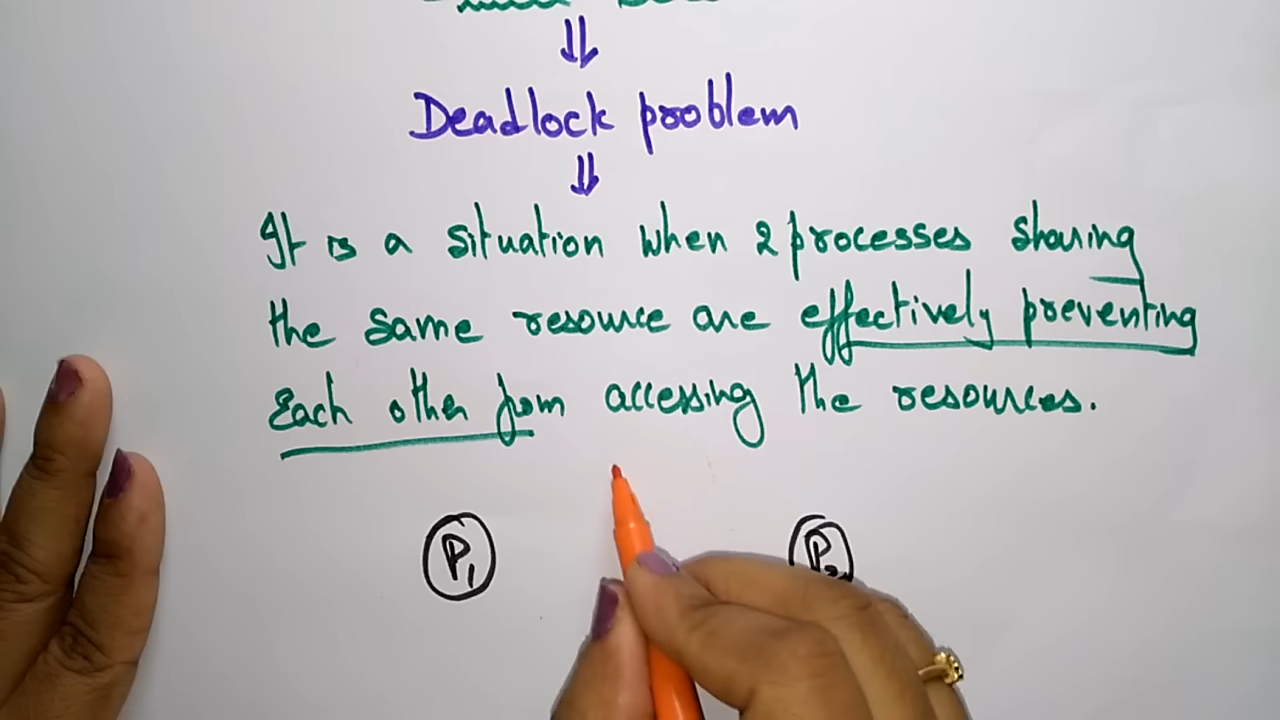 Deadlock problem
It is a situation when 2 processes sharing
the same resource are effectively preventing
Each other from accessing the resources.
P1 P2